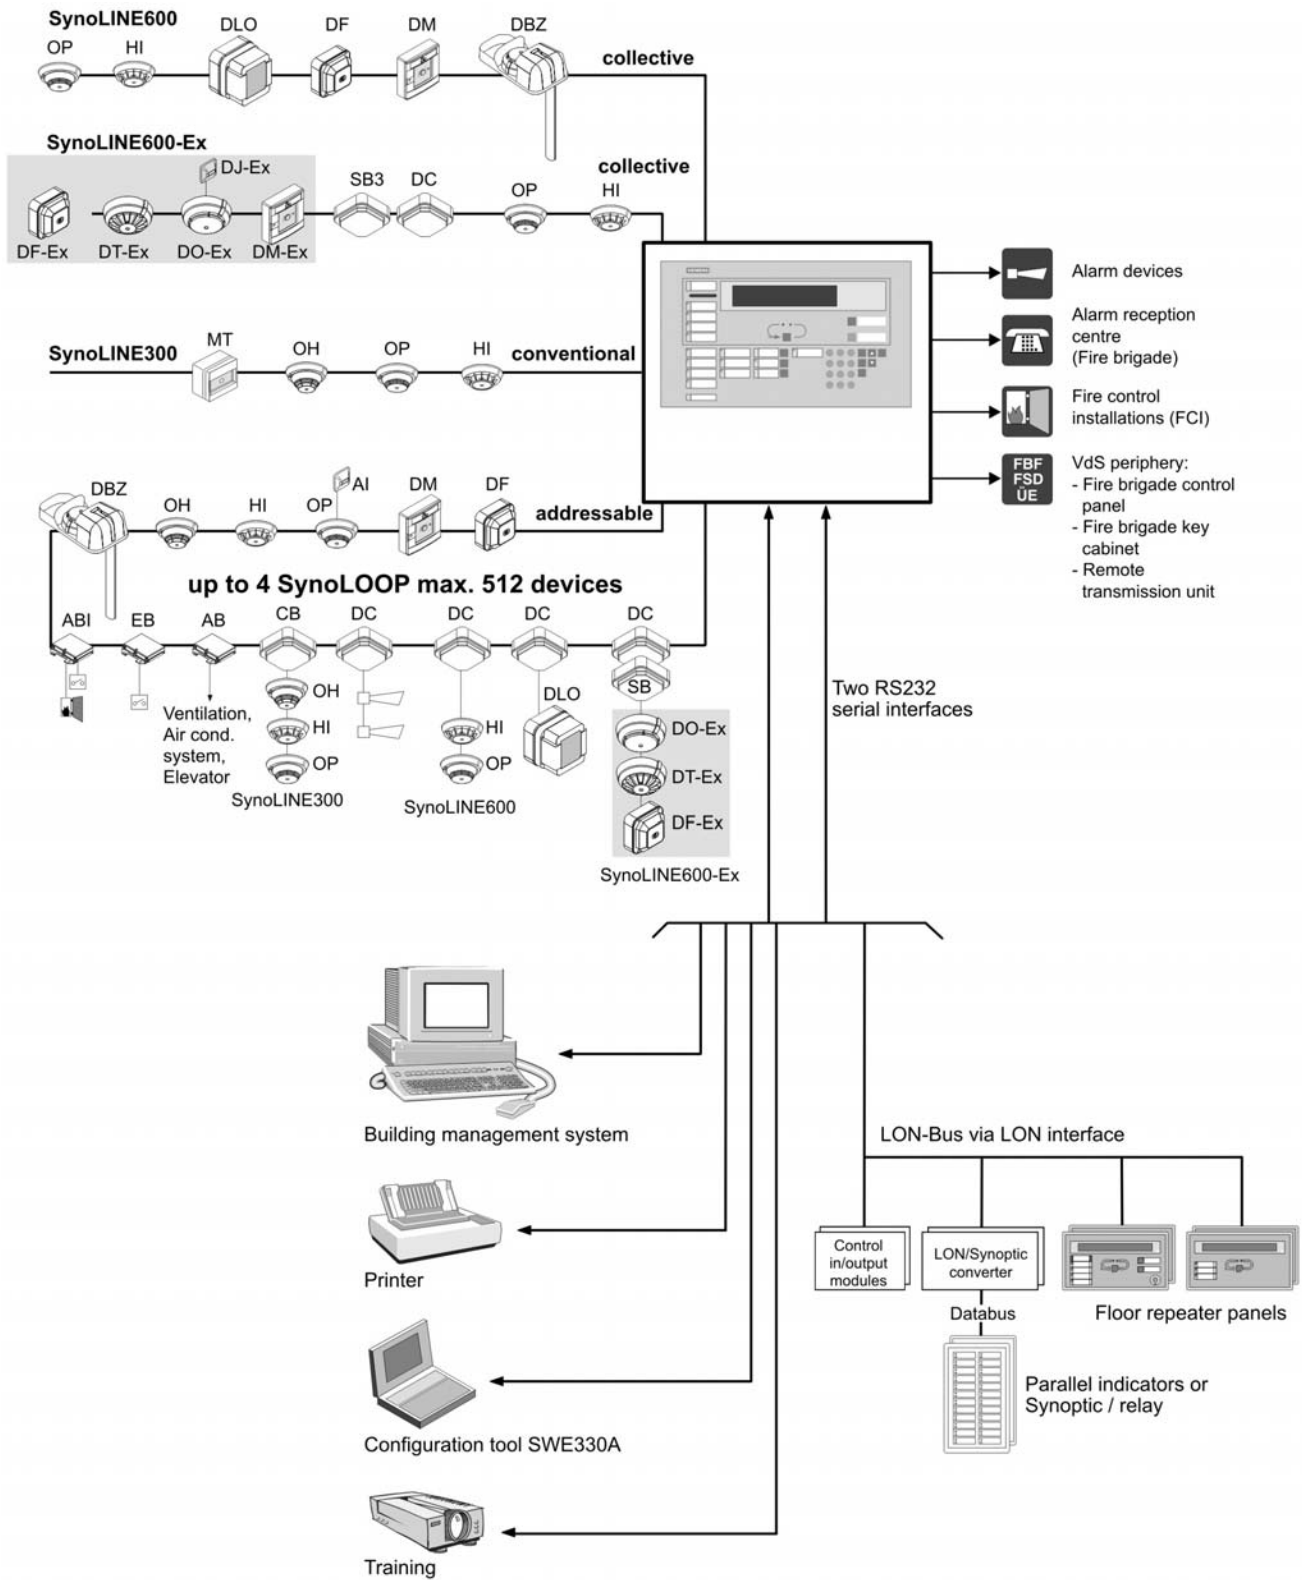 SynoLINE600
OP
HI
DLO
DF
DM
DBZ
collective
SynoLINE600-Ex
DJ-Ex
collective
SB3
DC
OP
HI
DF-Ex
DT-Ex
DO-Ex
DM-Ex
Alarm devices
Alarm reception
centre
(Fire brigade)
SynoLINE300
MT
OH
OP
HI
conventional
Fire control
installations (FCI)
FBF
FSD
ÜE
VdS periphery:
- Fire brigade control
panel
- Fire brigade key
cabinet
- Remote
transmission unit
DBZ
OH
HI
OP
AI
DM
DF
addressable
up to 4 SynoLOOP max. 512 devices
ABI
EB
AB
CB
DC
DC
DC
DC
SB
OH
HI
OP
SynoLINE300
Ventilation,
Air cond.
system,
Elevator
HI
OP
SynoLINE600
DLO
DO-Ex
DT-Ex
DF-Ex
SynoLINE600-Ex
Two RS232
serial interfaces
Building management system
Printer
Configuration tool SWE330A
Training
LON-Bus via LON interface
Control
in/output
modules
LON/Synoptic
converter
Databus
Floor repeater panels
Parallel indicators or
Synoptic / relay